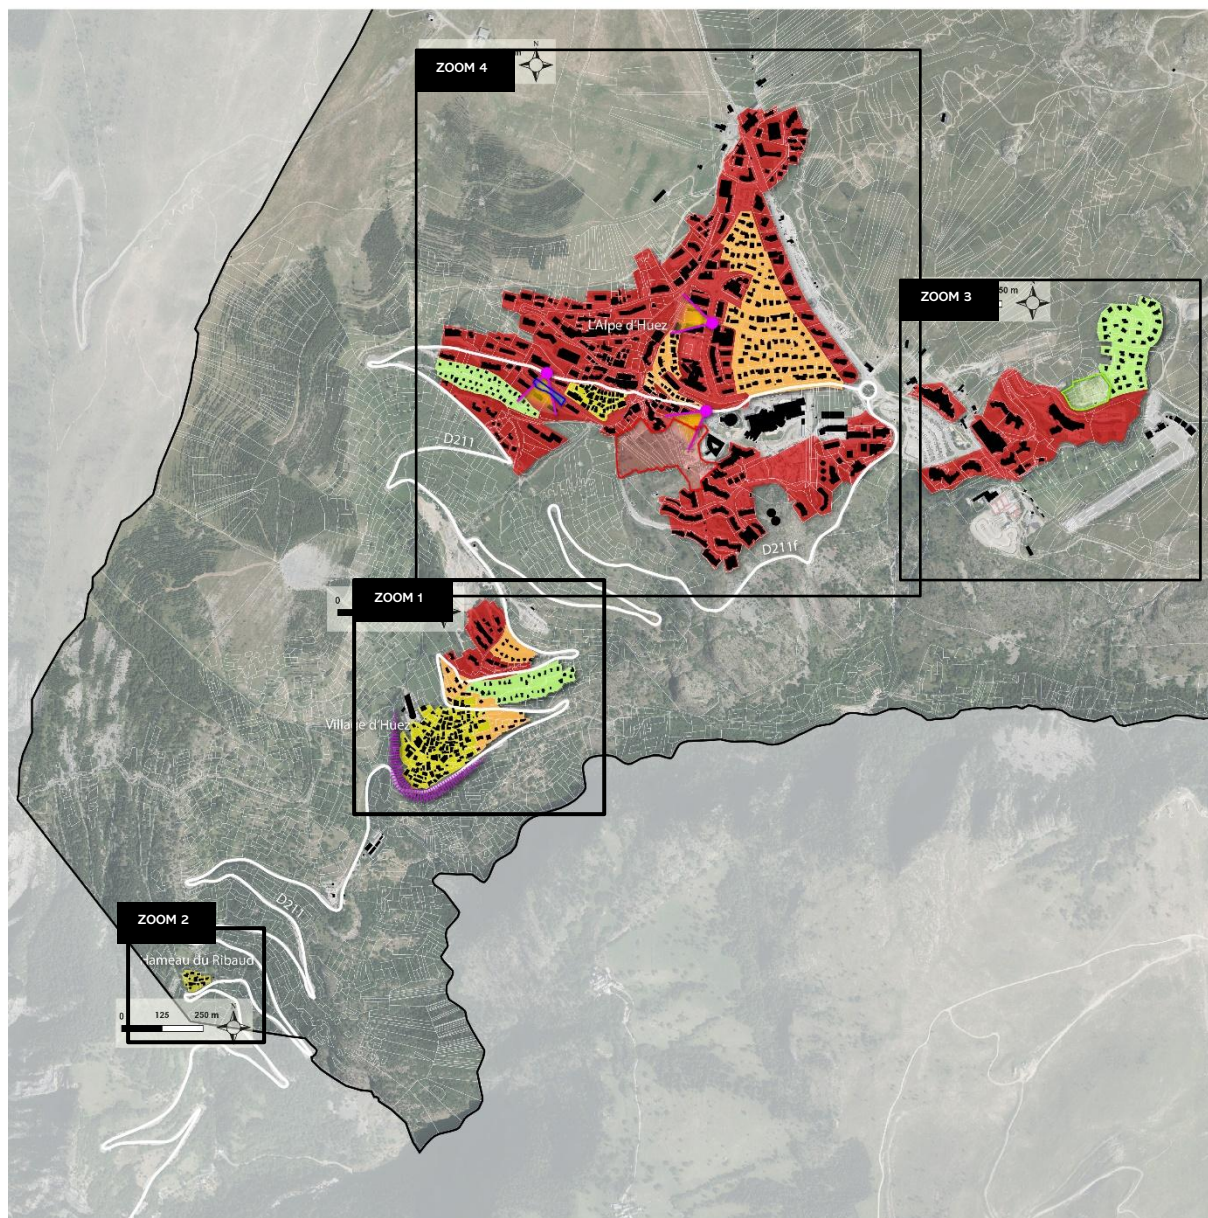 N
ZOOM 4
ZOOM 3
50 m
L'Alpe d'Huez
D211
D211f
ZOOM 1
0
Village d'Huez
D211
ZOOM 2
Hameau du Ribaud
0 125 250 m
N